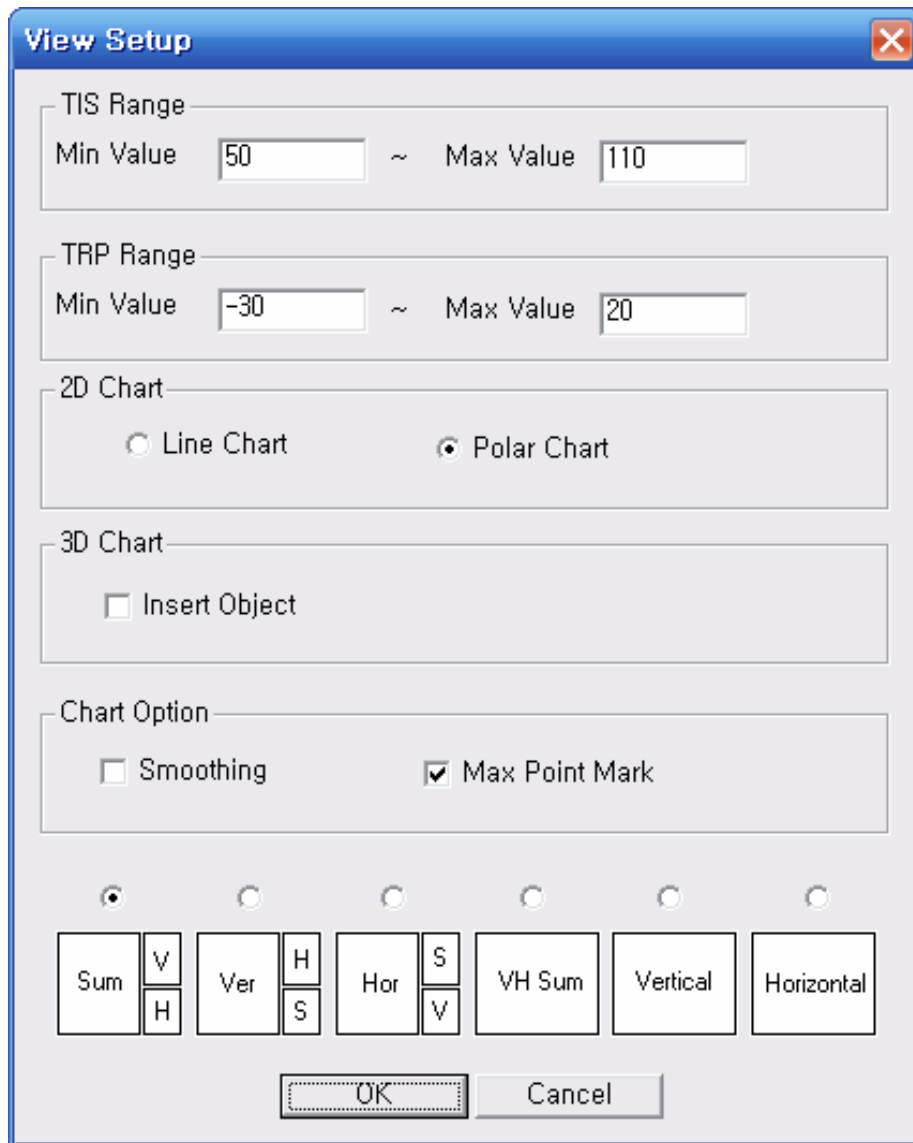 View Setup
TIS Range
Min Value 50 ~ Max Value 110
TRP Range
Min Value -30 ~ Max Value 20
2D Chart
Line Chart Polar Chart
3D Chart
Insert Object
Chart Option
Smoothing Max Point Mark
Sum V H Ver H S Hor S V VH Sum Vertical Horizontal
OK Cancel